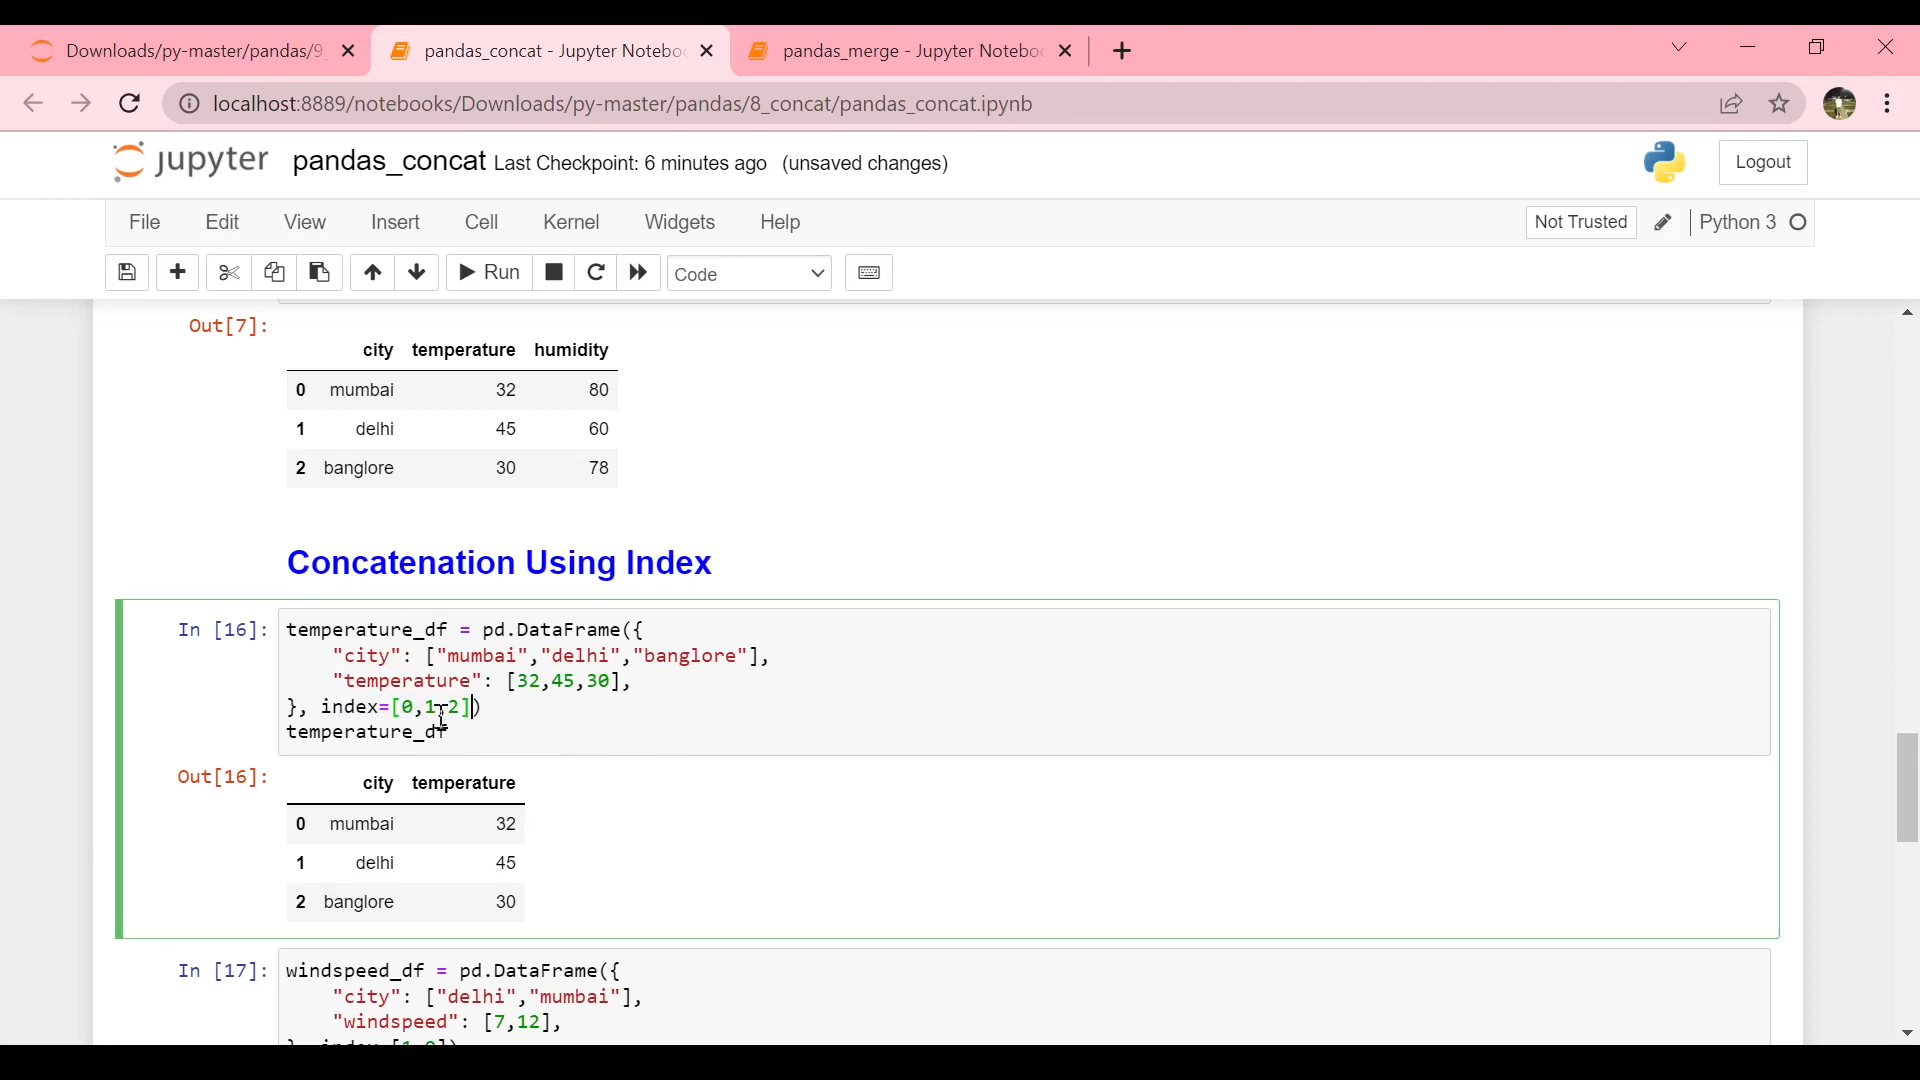 Downloads/py-master/pandas/9_
pandas_concat - Jupyter Notebo
pandas_merge - Jupyter Notebo
localhost:8889/notebooks/Downloads/py-master/pandas/8_concat/pandas_concat.ipynb
jupyter pandas_concat Last Checkpoint: 6 minutes ago (unsaved changes)
Logout
File Edit View Insert Cell Kernel Widgets Help
Not Trusted
Python 3
Run
Code
Out[7]:
city temperature humidity
0 mumbai 32 80
1 delhi 45 60
2 banglore 30 78
Concatenation Using Index
In [16]: temperature_df = pd.DataFrame({
"city": ["mumbai","delhi","banglore"],
"temperature": [32,45,30],
}, index=[0,1,2])
temperature_df
Out[16]:
city temperature
0 mumbai 32
1 delhi 45
2 banglore 30
In [17]: windspeed_df = pd.DataFrame({
"city": ["delhi","mumbai"],
"windspeed": [7,12],